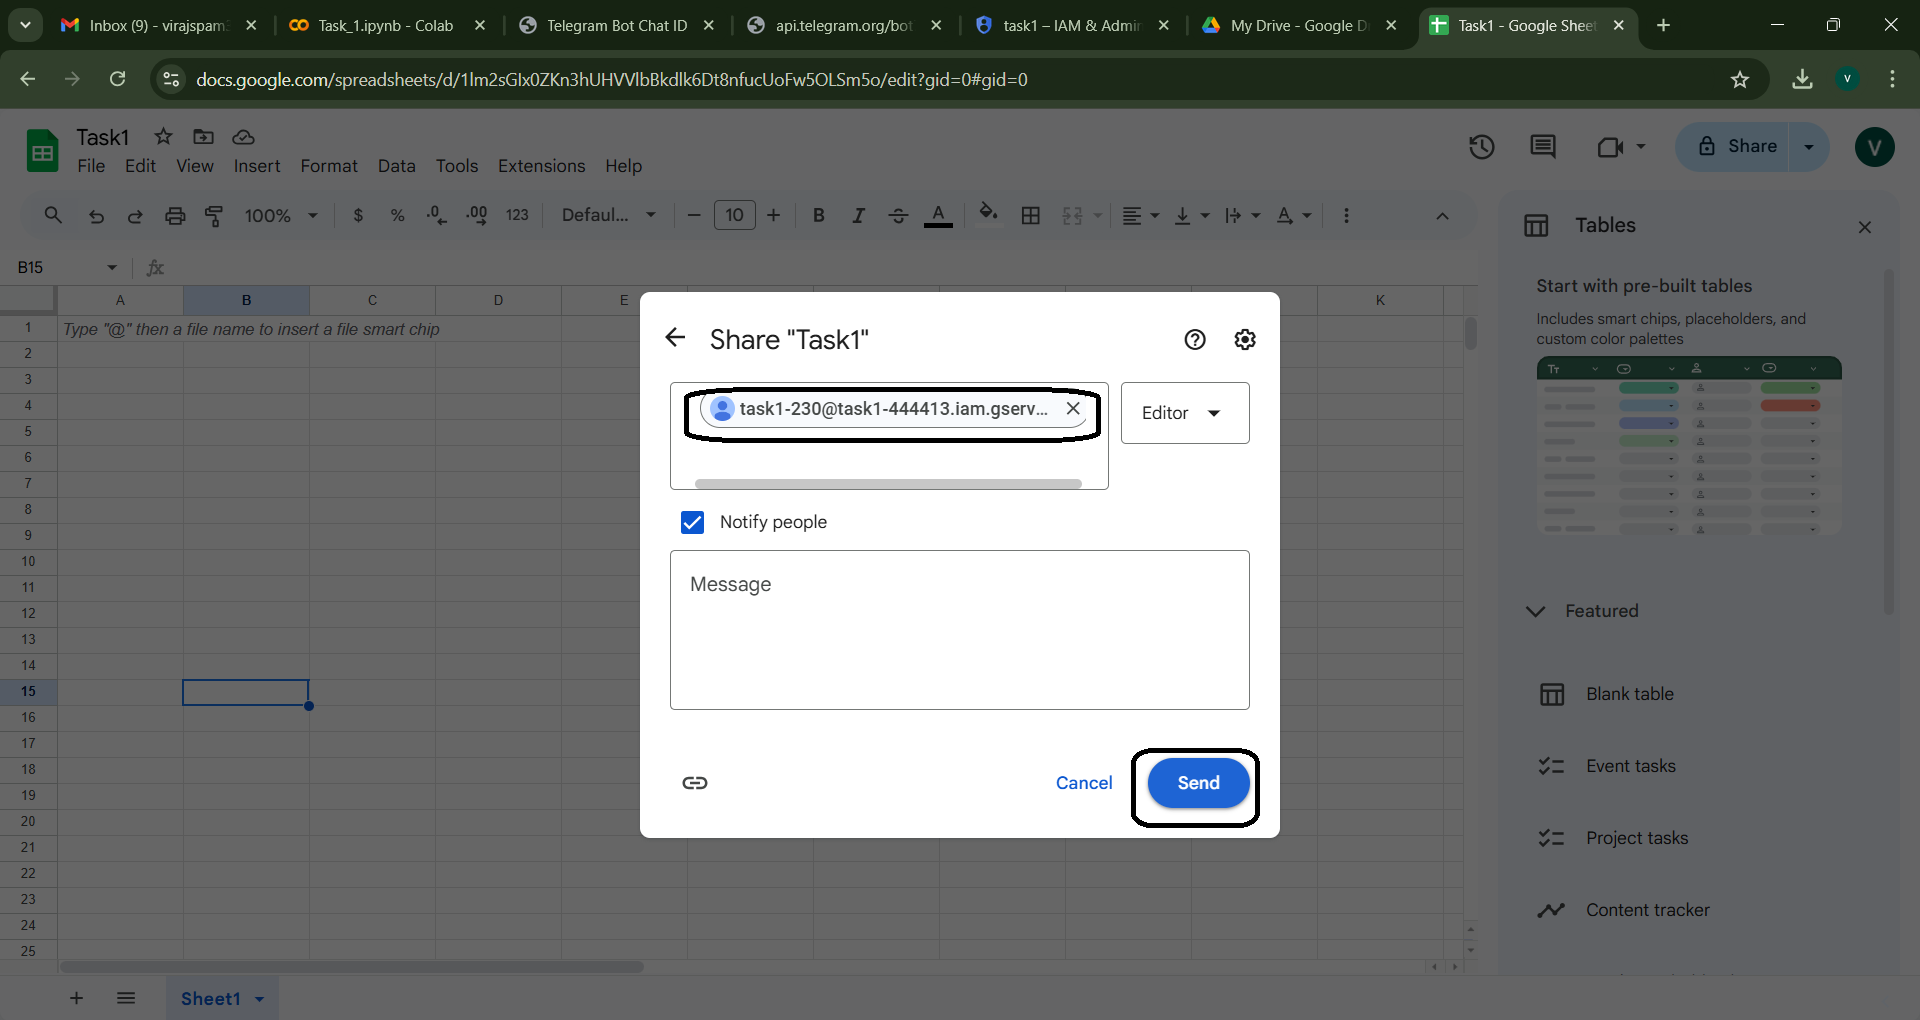 Inbox (9) - virajspam
Task_1.ipynb - Colab
Telegram Bot Chat ID
api.telegram.org/bot
task1 – IAM & Admin
My Drive - Google D
Task1 - Google Shee
docs.google.com/spreadsheets/d/1lm2sGIx0ZKn3hUHVVlbBkdlk6Dt8nfucUoFw5OLSm5o/edit?gid=0#gid=0
V
Task1
File Edit View Insert Format Data Tools Extensions Help
Share
V
100% $ % .0 .00 123 Defaul... 10 B I S A
B15 fx
Tables
Start with pre-built tables
Includes smart chips, placeholders, and
custom color palettes
A B C D E K
1 Type "@" then a file name to insert a file smart chip
2
3
4
5
6
7
8
9
10
11
12
13
14
15
16
17
18
19
20
21
22
23
24
25
Share "Task1"
task1-230@task1-444413.iam.gserv...
Editor
Notify people
Message
Cancel
Send
Tт
Featured
Blank table
Event tasks
Project tasks
Content tracker
Sheet1